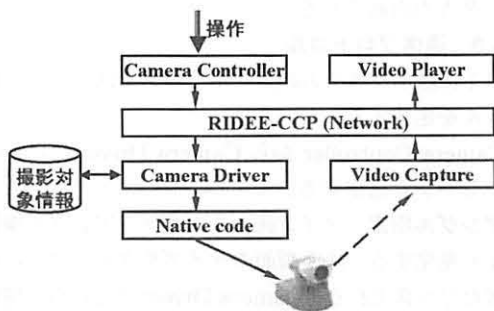 操作
Camera Controller
Video Player
RIDEE-CCP (Network)
撮影対
象情報
Camera Driver
Video Capture
Native code